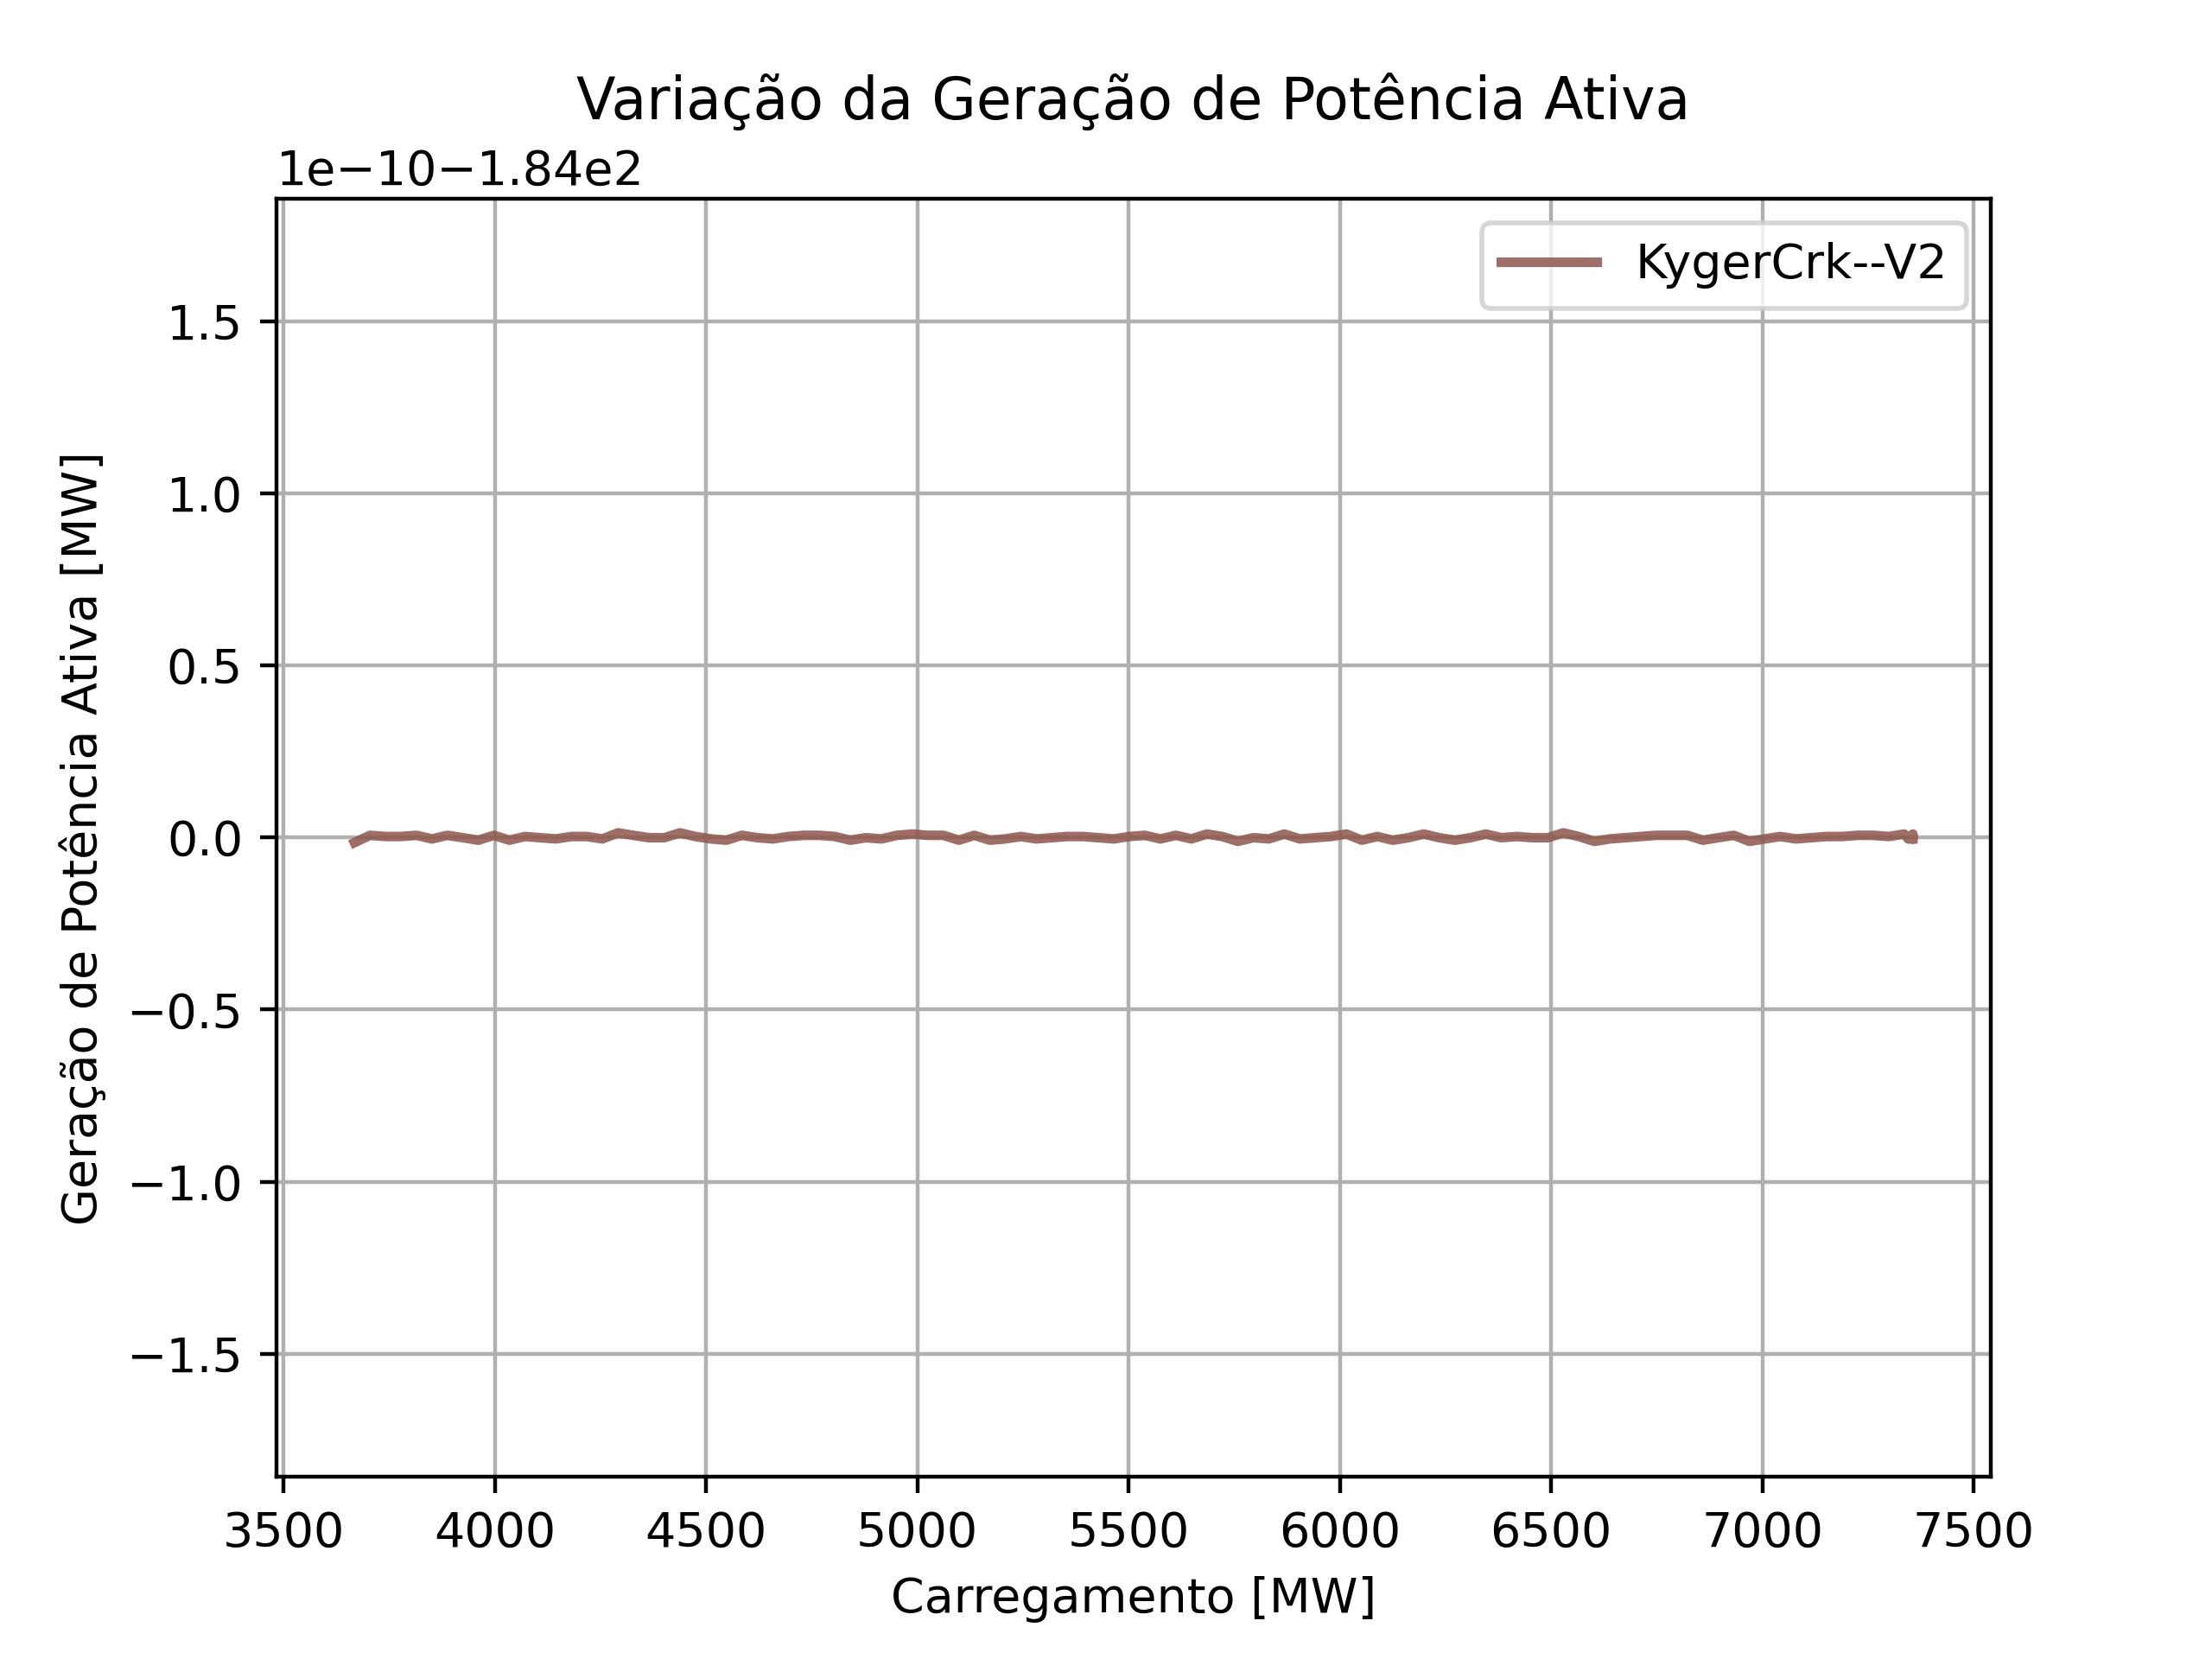 Variação da Geração de Potência Ativa
1e−10−1.84e2
KygerCrk--V2
1.5
1.0
0.5
0.0
−0.5
−1.0
−1.5
Geração de Potência Ativa [MW]
3500 4000 4500 5000 5500 6000 6500 7000 7500
Carregamento [MW]